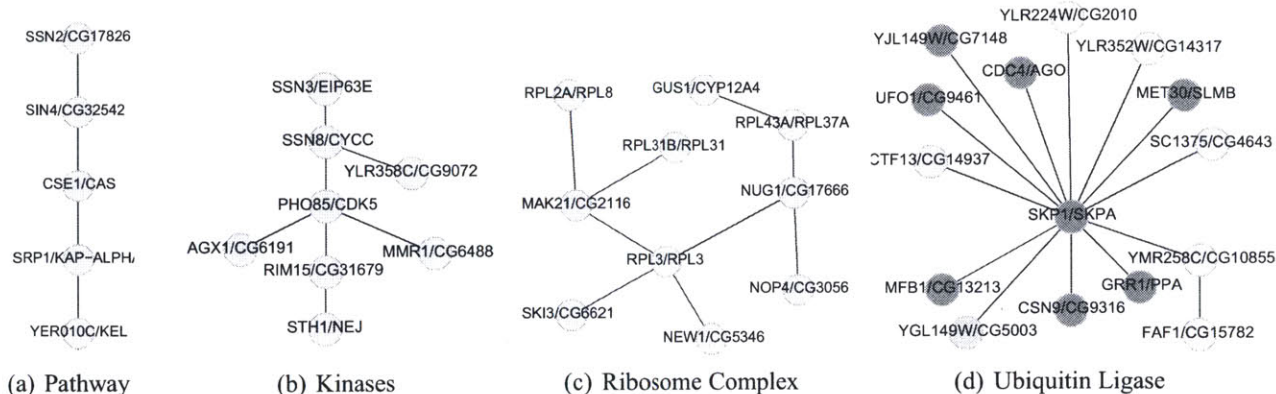 SSN2/CG17826
SIN4/CG32542
CSE1/CAS
SRP1/KAP-ALPH
YER010C/KEL
(a) Pathway
SSN3/EIP63E
SSN8/CYCC
YLR358C/CG9072
PHO85/CDK5
AGX1/CG6191
MMR1/CG6488
RIM15/CG31679
STH1/NEJ
(b) Kinases
RPL2A/RPL8
GUS1/CYP12A4
RPL43A/RPL37A
RPL31B/RPL31
MAK21/CG2116
NUG1/CG17666
RPL3/RPL3
NOP4/CG3056
SKI3/CG6621
NEW1/CG5346
(c) Ribosome Complex
YLR224W/CG2010
YJL149W/CG7148
YLR352W/CG14317
CDC4/AGO
UFO1/CG9461
MET30/SLMB
CTF13/CG14937
SC1375/CG4643
SKP1/SKPA
YMR258C/CG10855
MFB1/CG13213
GRR1/PPA
CSN9/CG9316
YGL149W/CG5003
FAF1/CG15782
(d) Ubiquitin Ligase